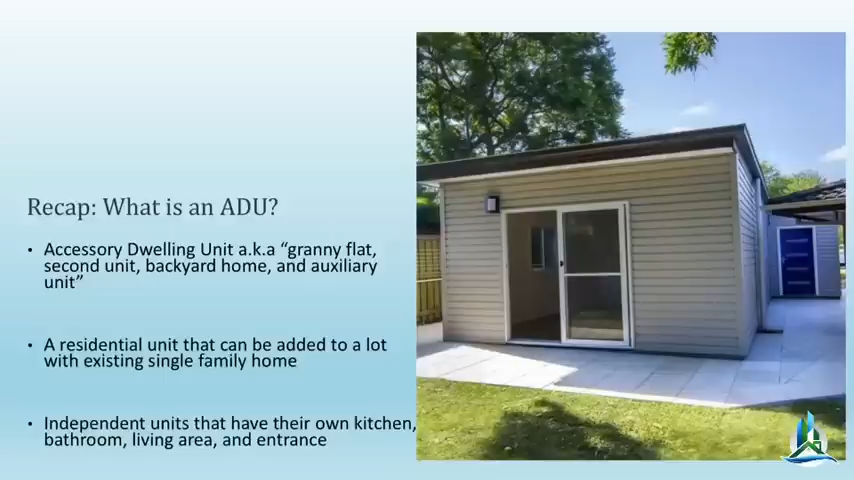 Recap: What is an ADU?
• Accessory Dwelling Unit a.k.a “granny flat,
second unit, backyard home, and auxiliary
unit”
• A residential unit that can be added to a lot
with existing single family home
• Independent units that have their own kitchen,
bathroom, living area, and entrance